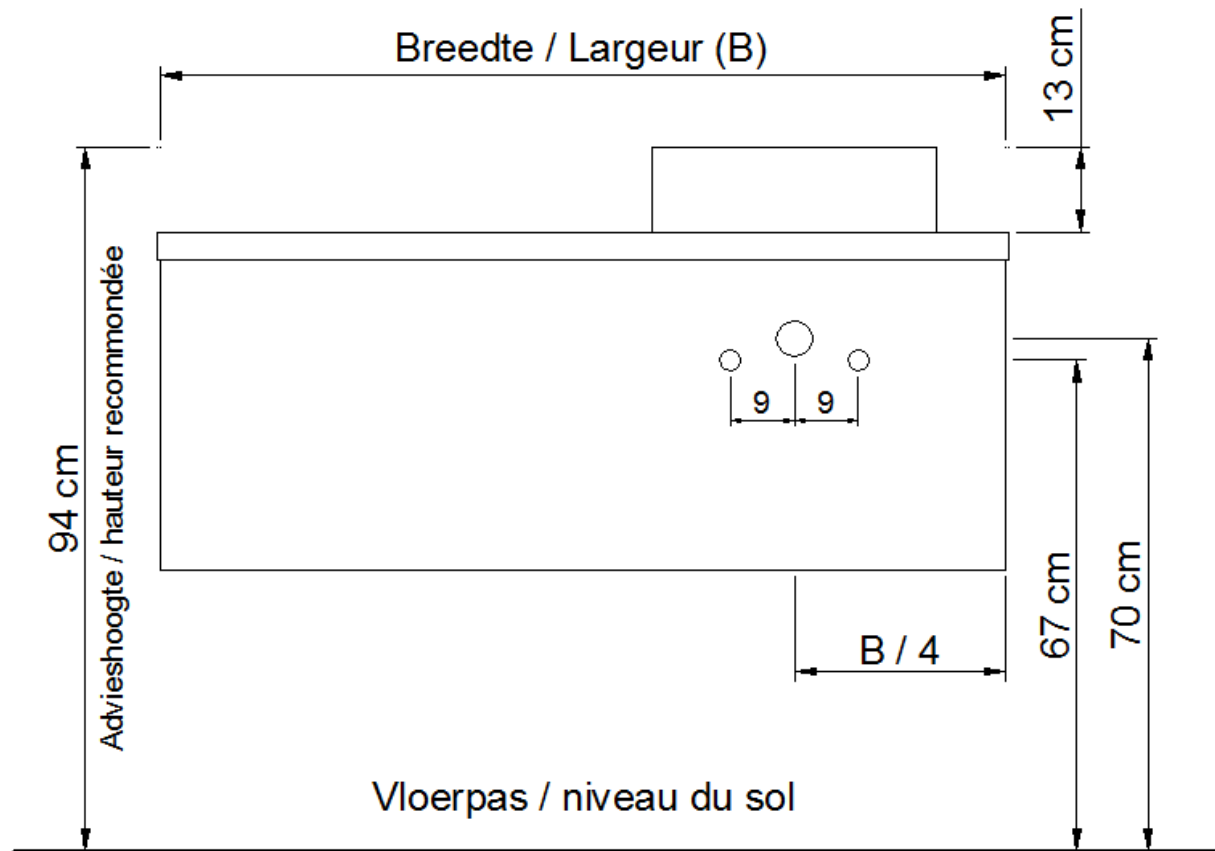 Breedte / Largeur (B)
13 cm
94 cm
Advieshoogte / hauteur recommondée
9
9
B / 4
67 cm
70 cm
Vloerpas / niveau du sol